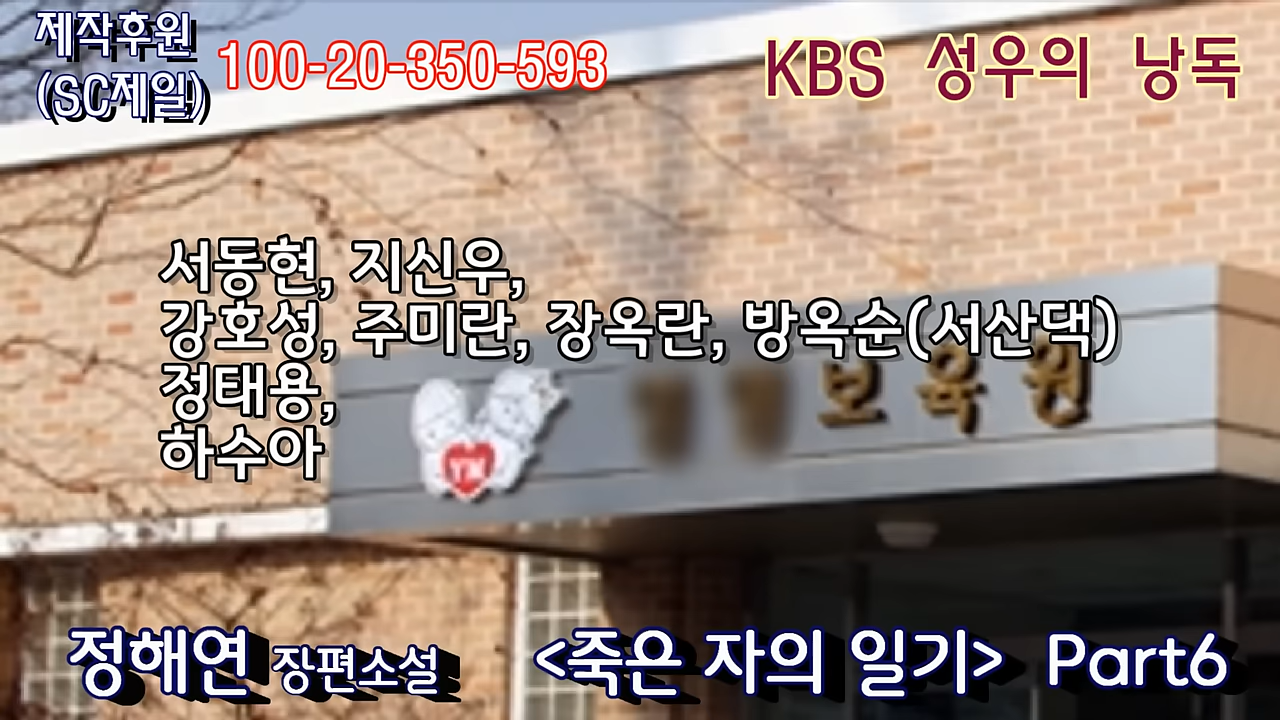 제작후원
(SC제일)
100-20-350-593
KBS 성우의 낭독
서동현, 지신우,
강호성, 주미란, 장옥란, 방옥순(서산댁)
정태용,
하수아
보육원
YW
정해연 장편소설
<죽은 자의 일기> Part6